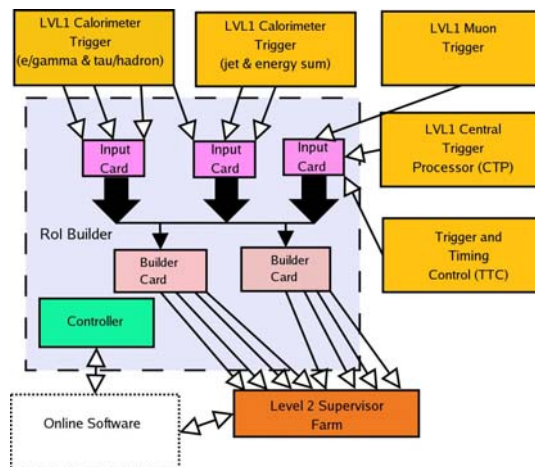 LVL1 Calorimeter
Trigger
(e/gamma & tau/hadron)
LVL1 Calorimeter
Trigger
(jet & energy sum)
LVL1 Muon
Trigger
Input
Card
Input
Card
Input
Card
LVL1 Central
Trigger
Processor (CTP)
RoI Builder
Builder
Card
Builder
Card
Trigger and
Timing
Control (TTC)
Controller
Online Software
Level 2 Supervisor
Farm